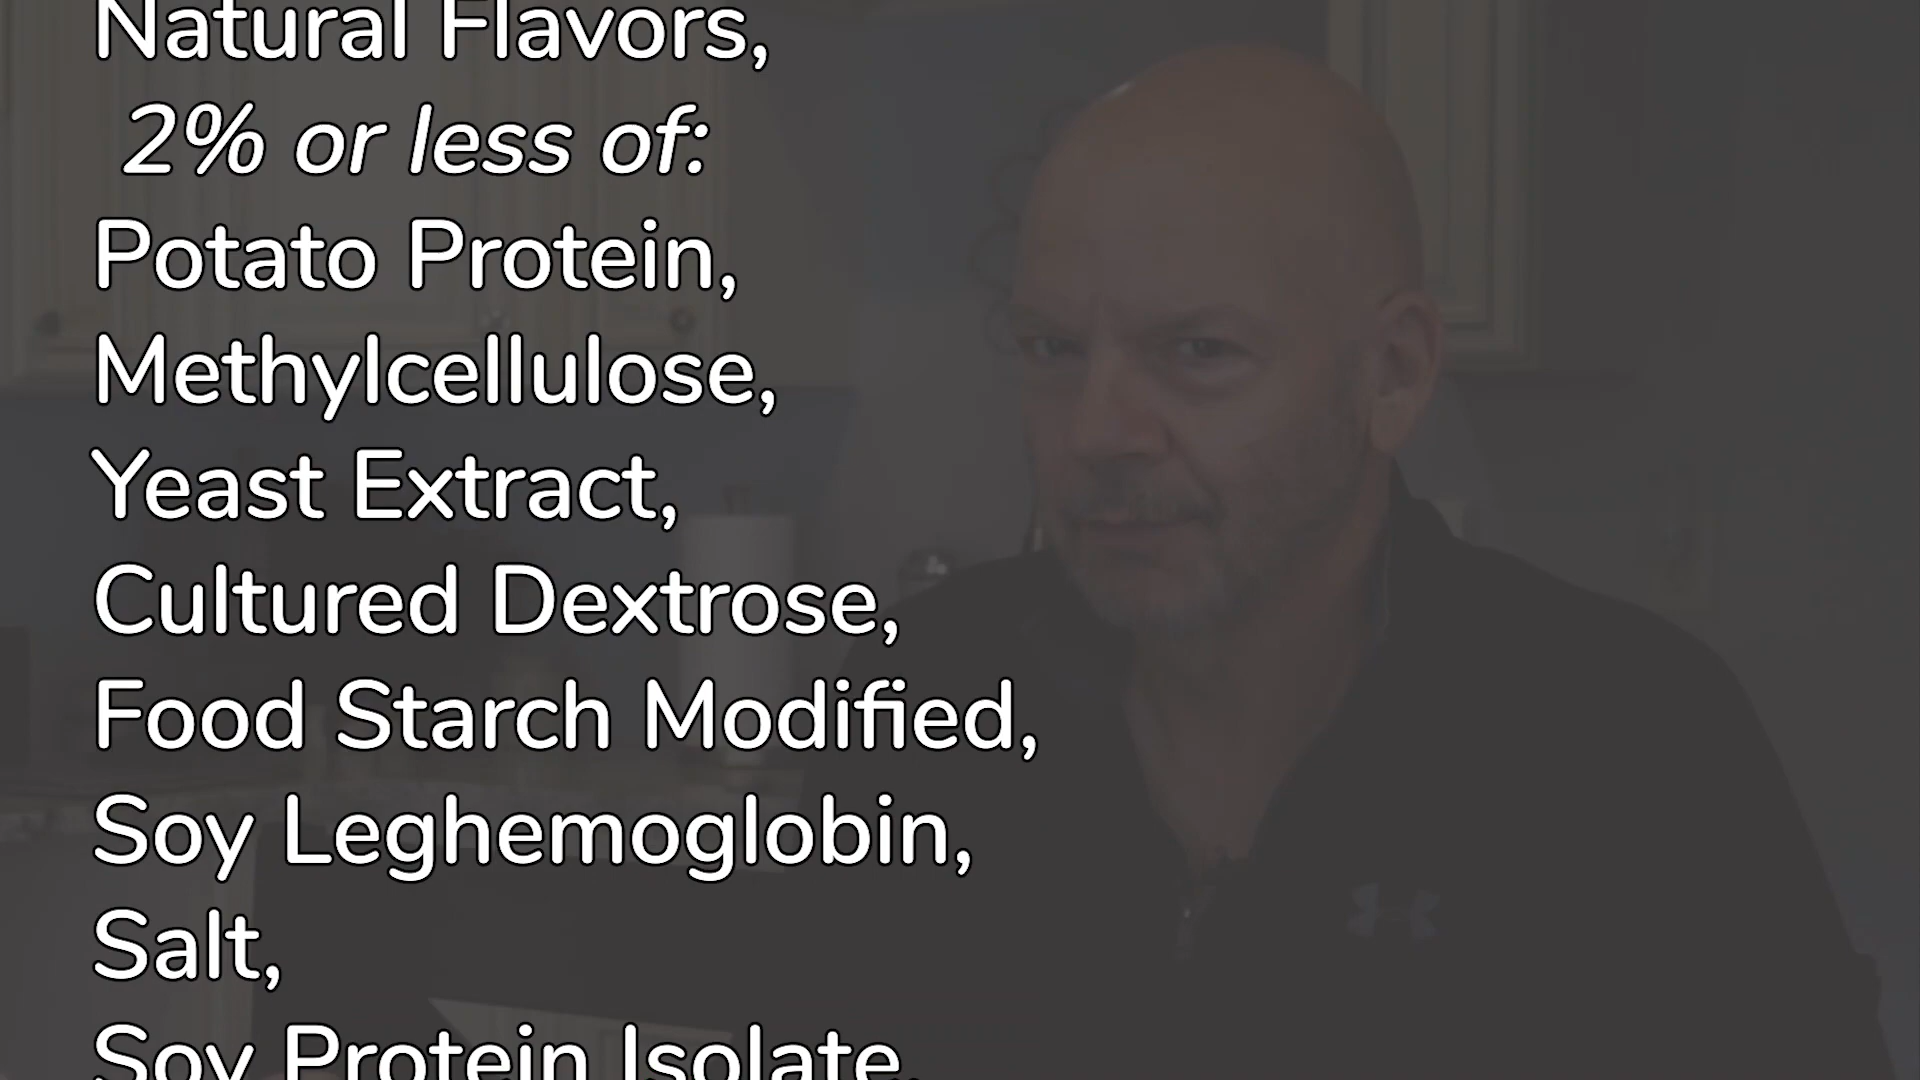 Natural Flavors,
2% or less of:
Potato Protein,
Methylcellulose,
Yeast Extract,
Cultured Dextrose,
Food Starch Modified,
Soy Leghemoglobin,
Salt,
Soy Protein Isolate,